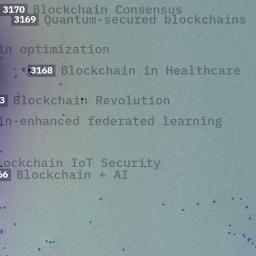 3170 Blockchain Consensus
3169 Quantum-secured blockchains
in optimization
3168 Blockchain in Healthcare
3 Blockchain Revolution
in-enhanced federated learning
ockchain IoT Security
66 Blockchain + AI